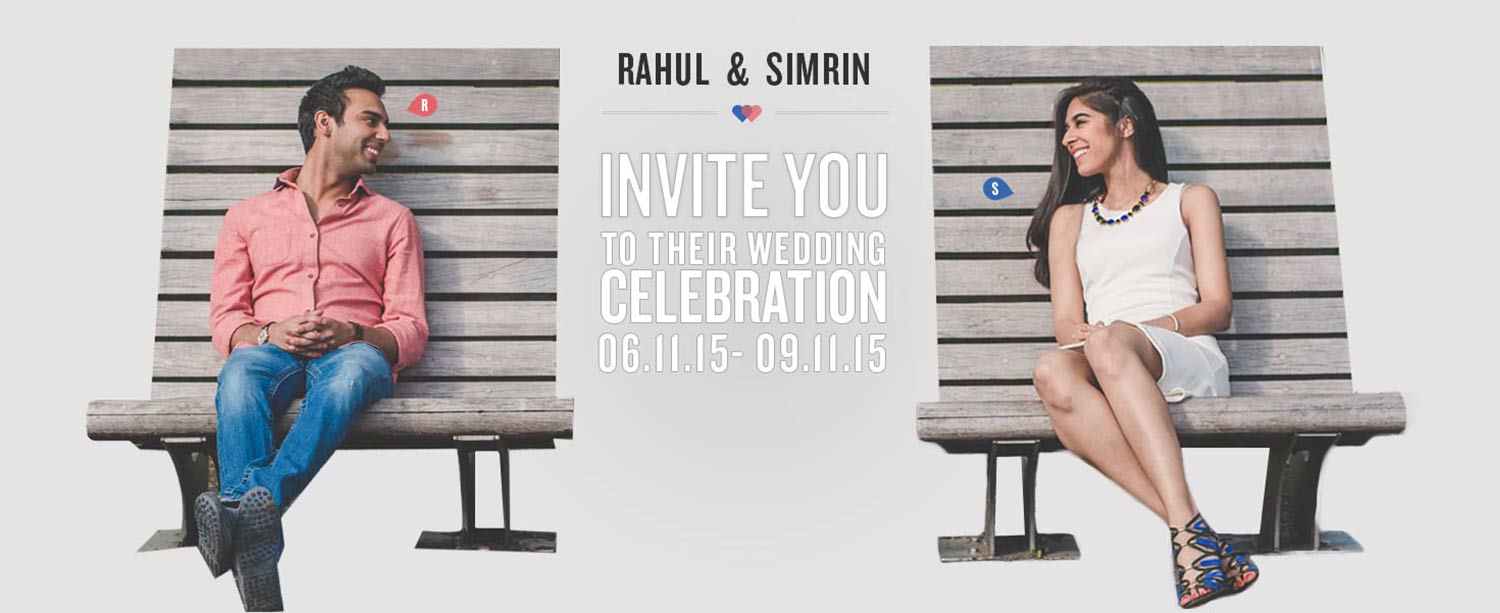 RAHUL & SIMRIN
R
INVITE YOU
S
TO THEIR WEDDING
CELEBRATION
06.11.15- 09.11.15